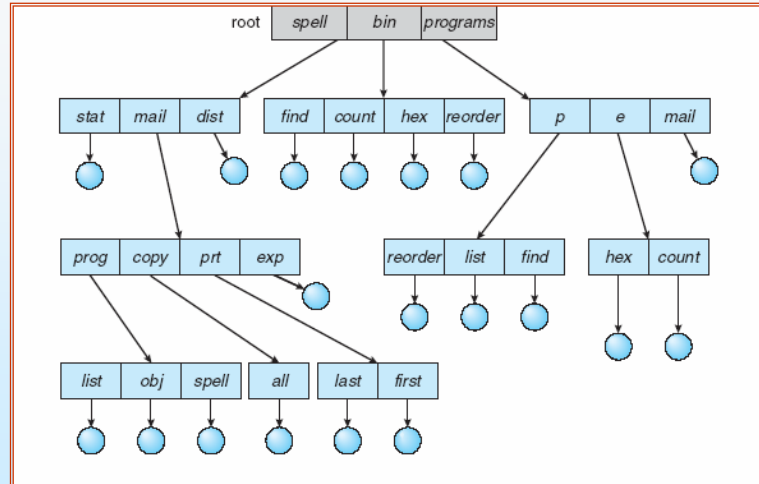 root spell bin programs
stat mail dist find count hex reorder p e mail
prog copy prt exp reorder list find hex count
list obj spell all last first